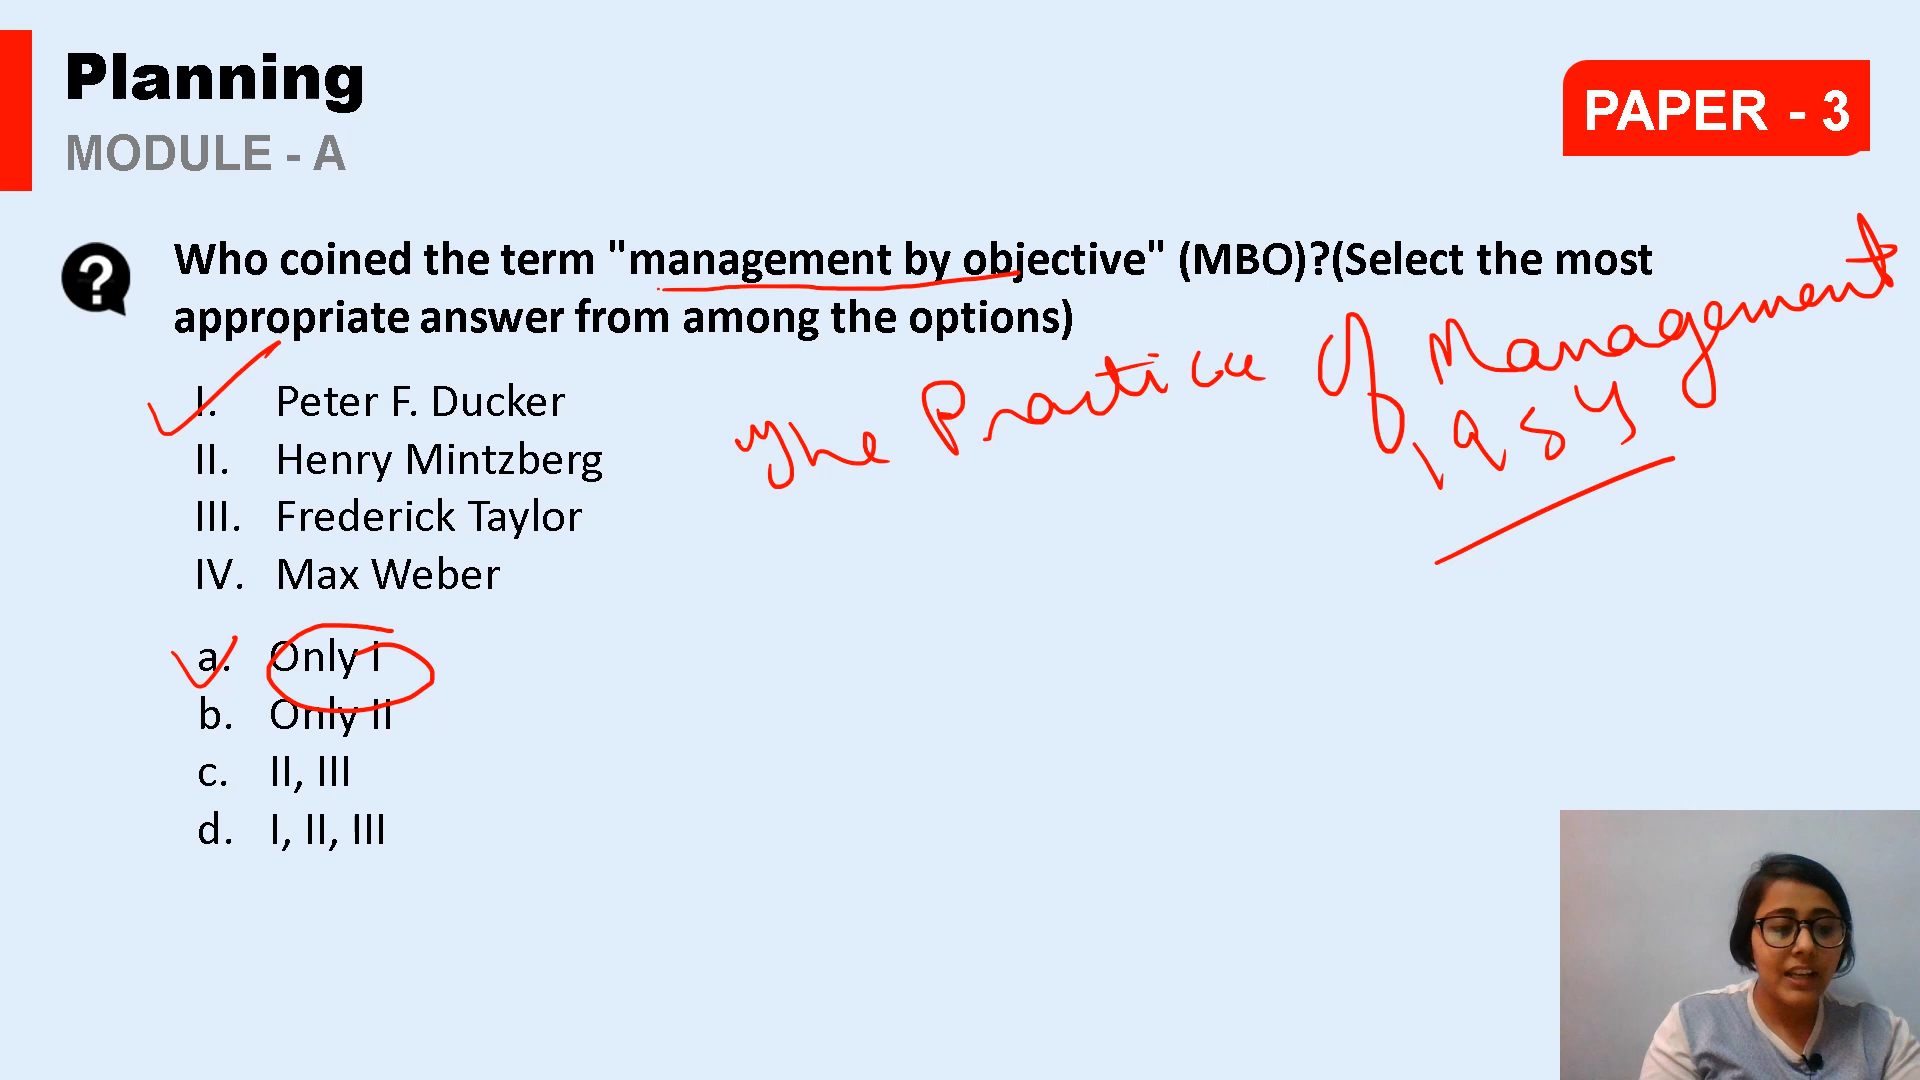 Planning
MODULE - A
PAPER - 3
?
Who coined the term "management by objective" (MBO)?(Select the most
appropriate answer from among the options)
I. Peter F. Ducker
II. Henry Mintzberg
III. Frederick Taylor
IV. Max Weber
The Practice Of Management
1954
a. Only I
b. Only II
c. II, III
d. I, II, III